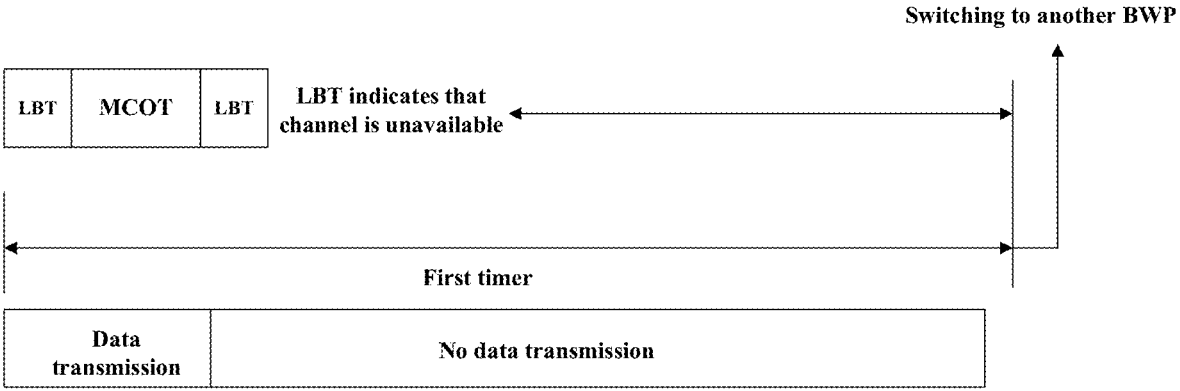 Switching to another BWP
LBT
MCOT
LBT
LBT indicates that
channel is unavailable
First timer
Data
transmission
No data transmission